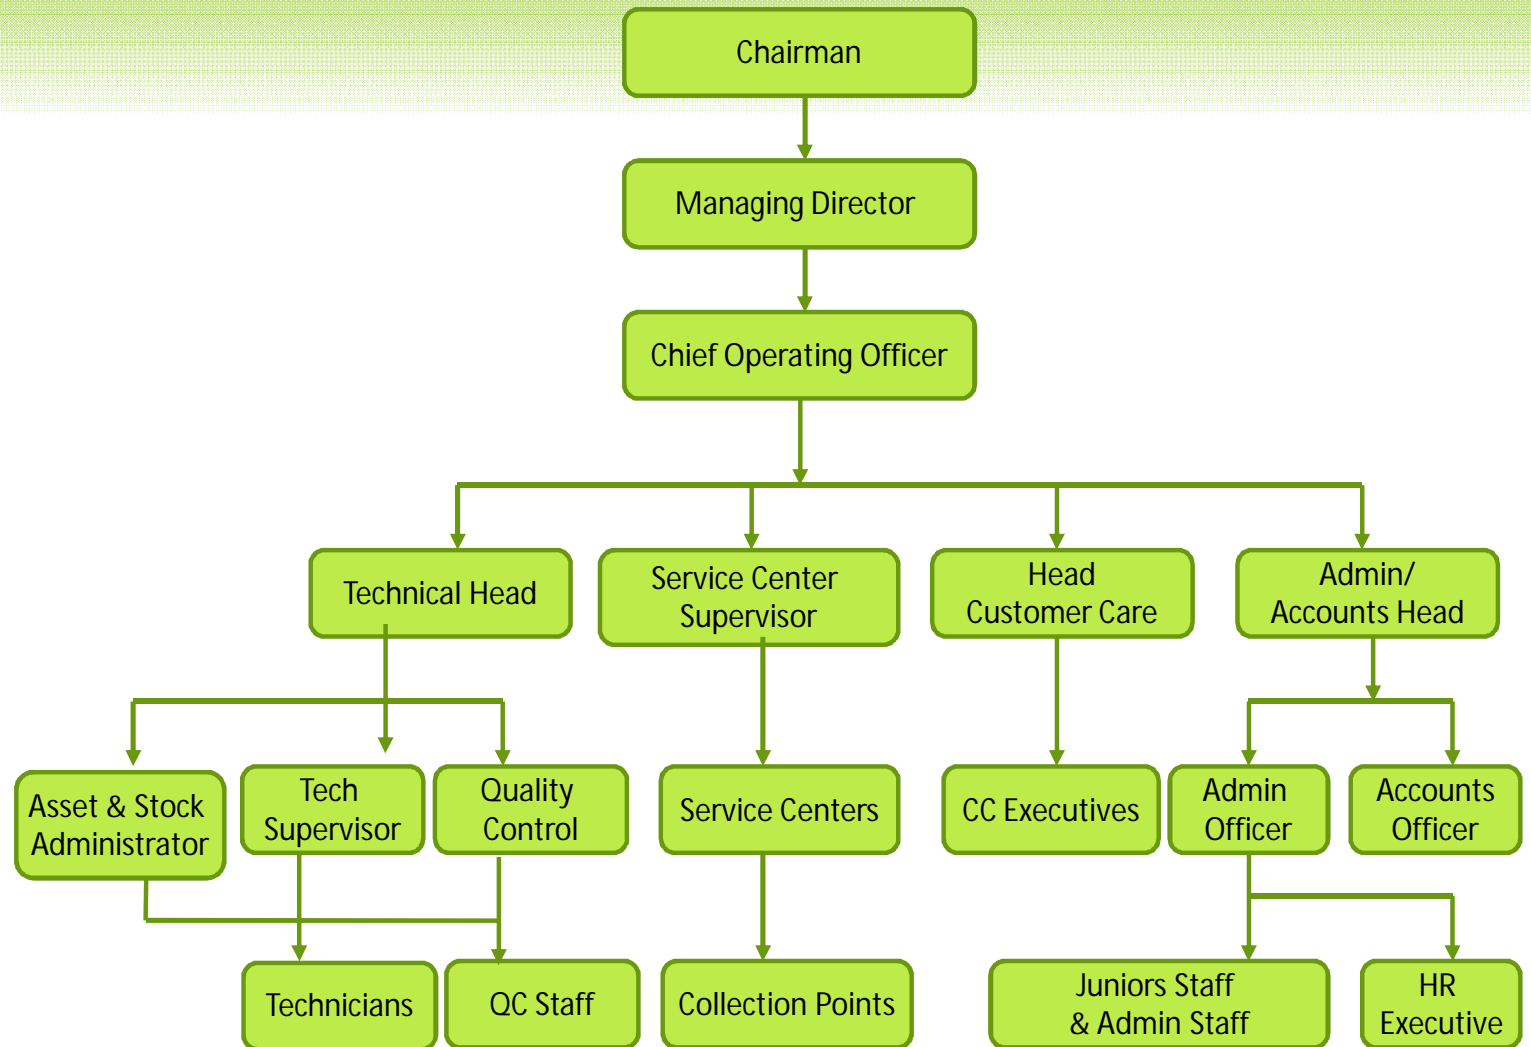 Chairman
Managing Director
Chief Operating Officer
Technical Head
Service Center
Supervisor
Head
Customer Care
Admin/
Accounts Head
Asset & Stock
Administrator
Tech
Supervisor
Quality
Control
Service Centers
CC Executives
Admin
Officer
Accounts
Officer
Technicians
QC Staff
Collection Points
Juniors Staff
& Admin Staff
HR
Executive